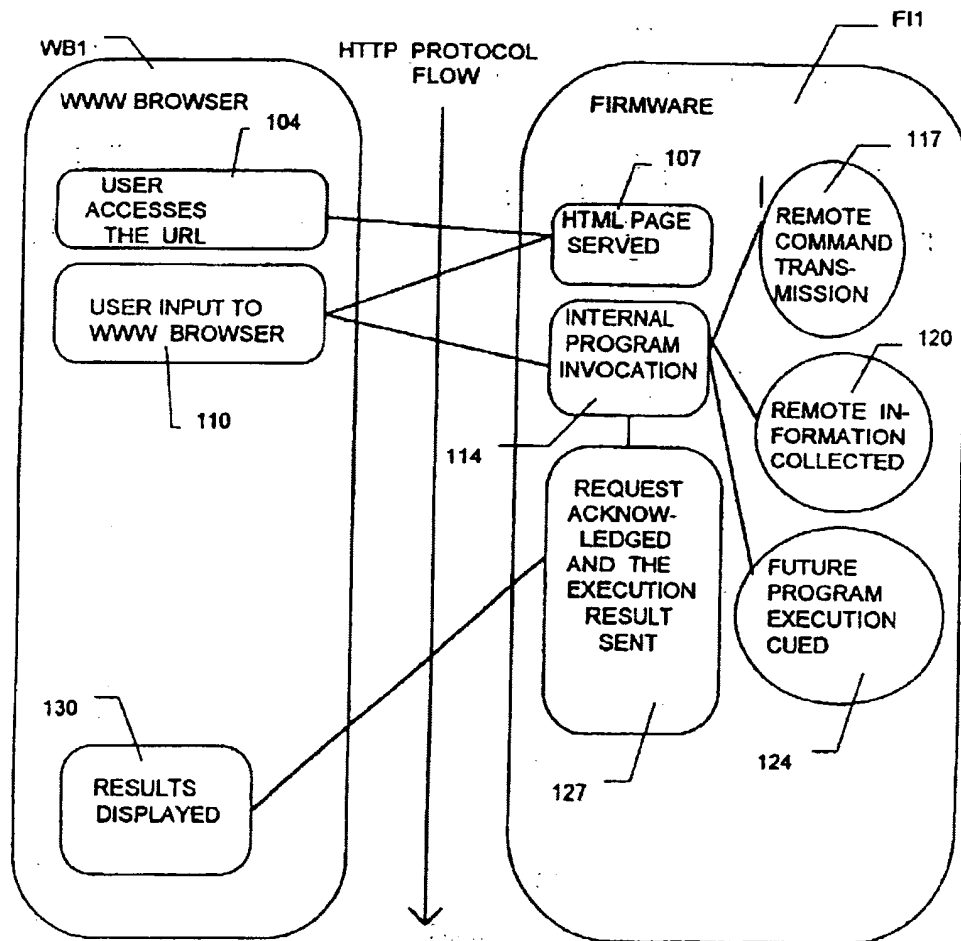 WB1
WWW BROWSER
104
USER
ACCESSES
THE URL
USER INPUT TO
WWW BROWSER
110
130
RESULTS
DISPLAYED
HTTP PROTOCOL
FLOW
FI1
FIRMWARE
107
HTML PAGE
SERVED
INTERNAL
PROGRAM
INVOCATION
114
REQUEST
ACKNOW-
LEDGED
AND THE
EXECUTION
RESULT
SENT
127
117
REMOTE
COMMAND
TRANS-
MISSION
120
REMOTE IN-
FORMATION
COLLECTED
FUTURE
PROGRAM
EXECUTION
CUED
124